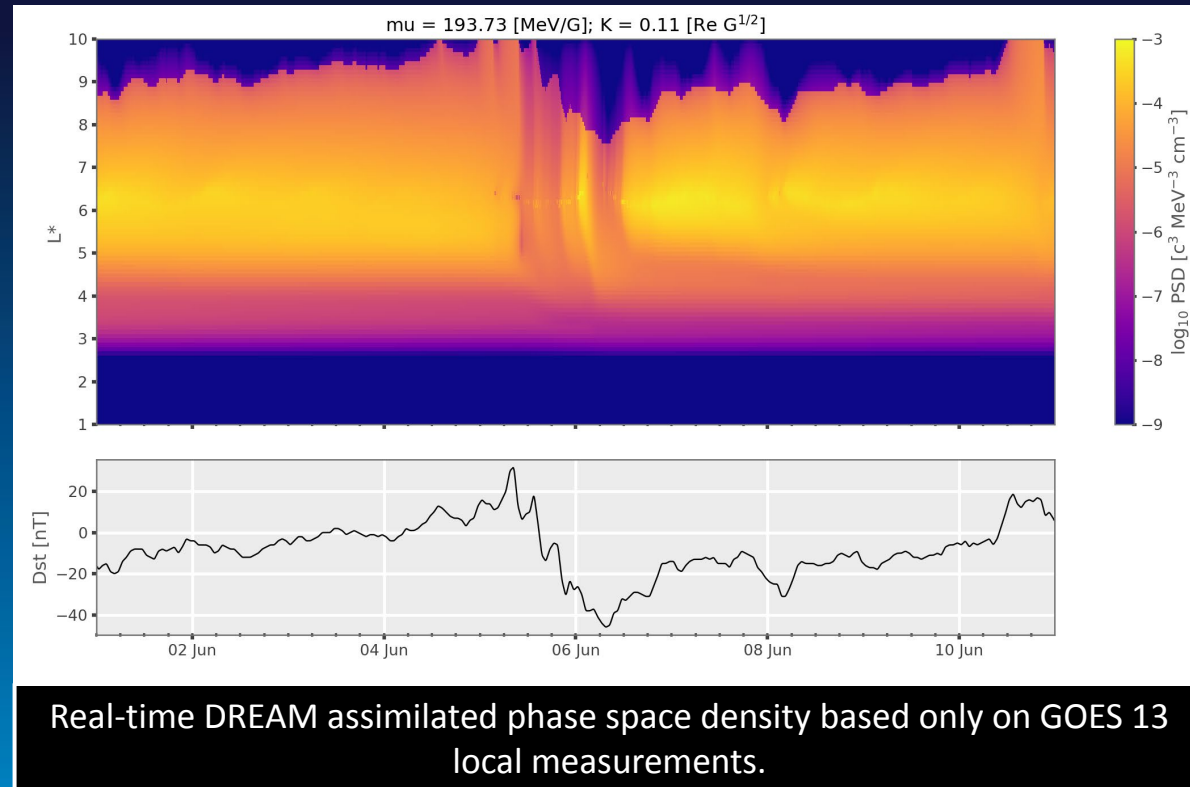 mu = 193.73 [MeV/G]; K = 0.11 [Re G^{1/2}]
10
9
8
7
6
5
4
3
2
1
L*
−3
−4
−5
−6
−7
−8
−9
log₁₀ PSD [c³ MeV⁻³ cm⁻³]
20
0
−20
−40
Dst [nT]
02 Jun
04 Jun
06 Jun
08 Jun
10 Jun
Real-time DREAM assimilated phase space density based only on GOES 13
local measurements.